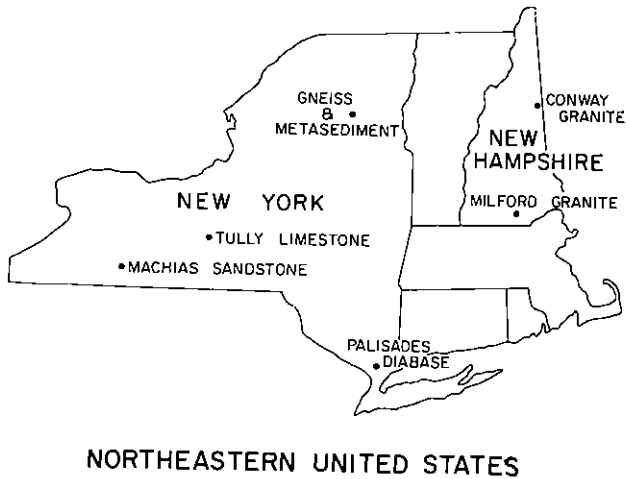 GNEISS
&
METASEDIMENT
CONWAY
GRANITE
NEW
HAMPSHIRE
NEW YORK
MILFORD GRANITE
TULLY LIMESTONE
MACHIAS SANDSTONE
PALISADES
DIABASE
NORTHEASTERN UNITED STATES